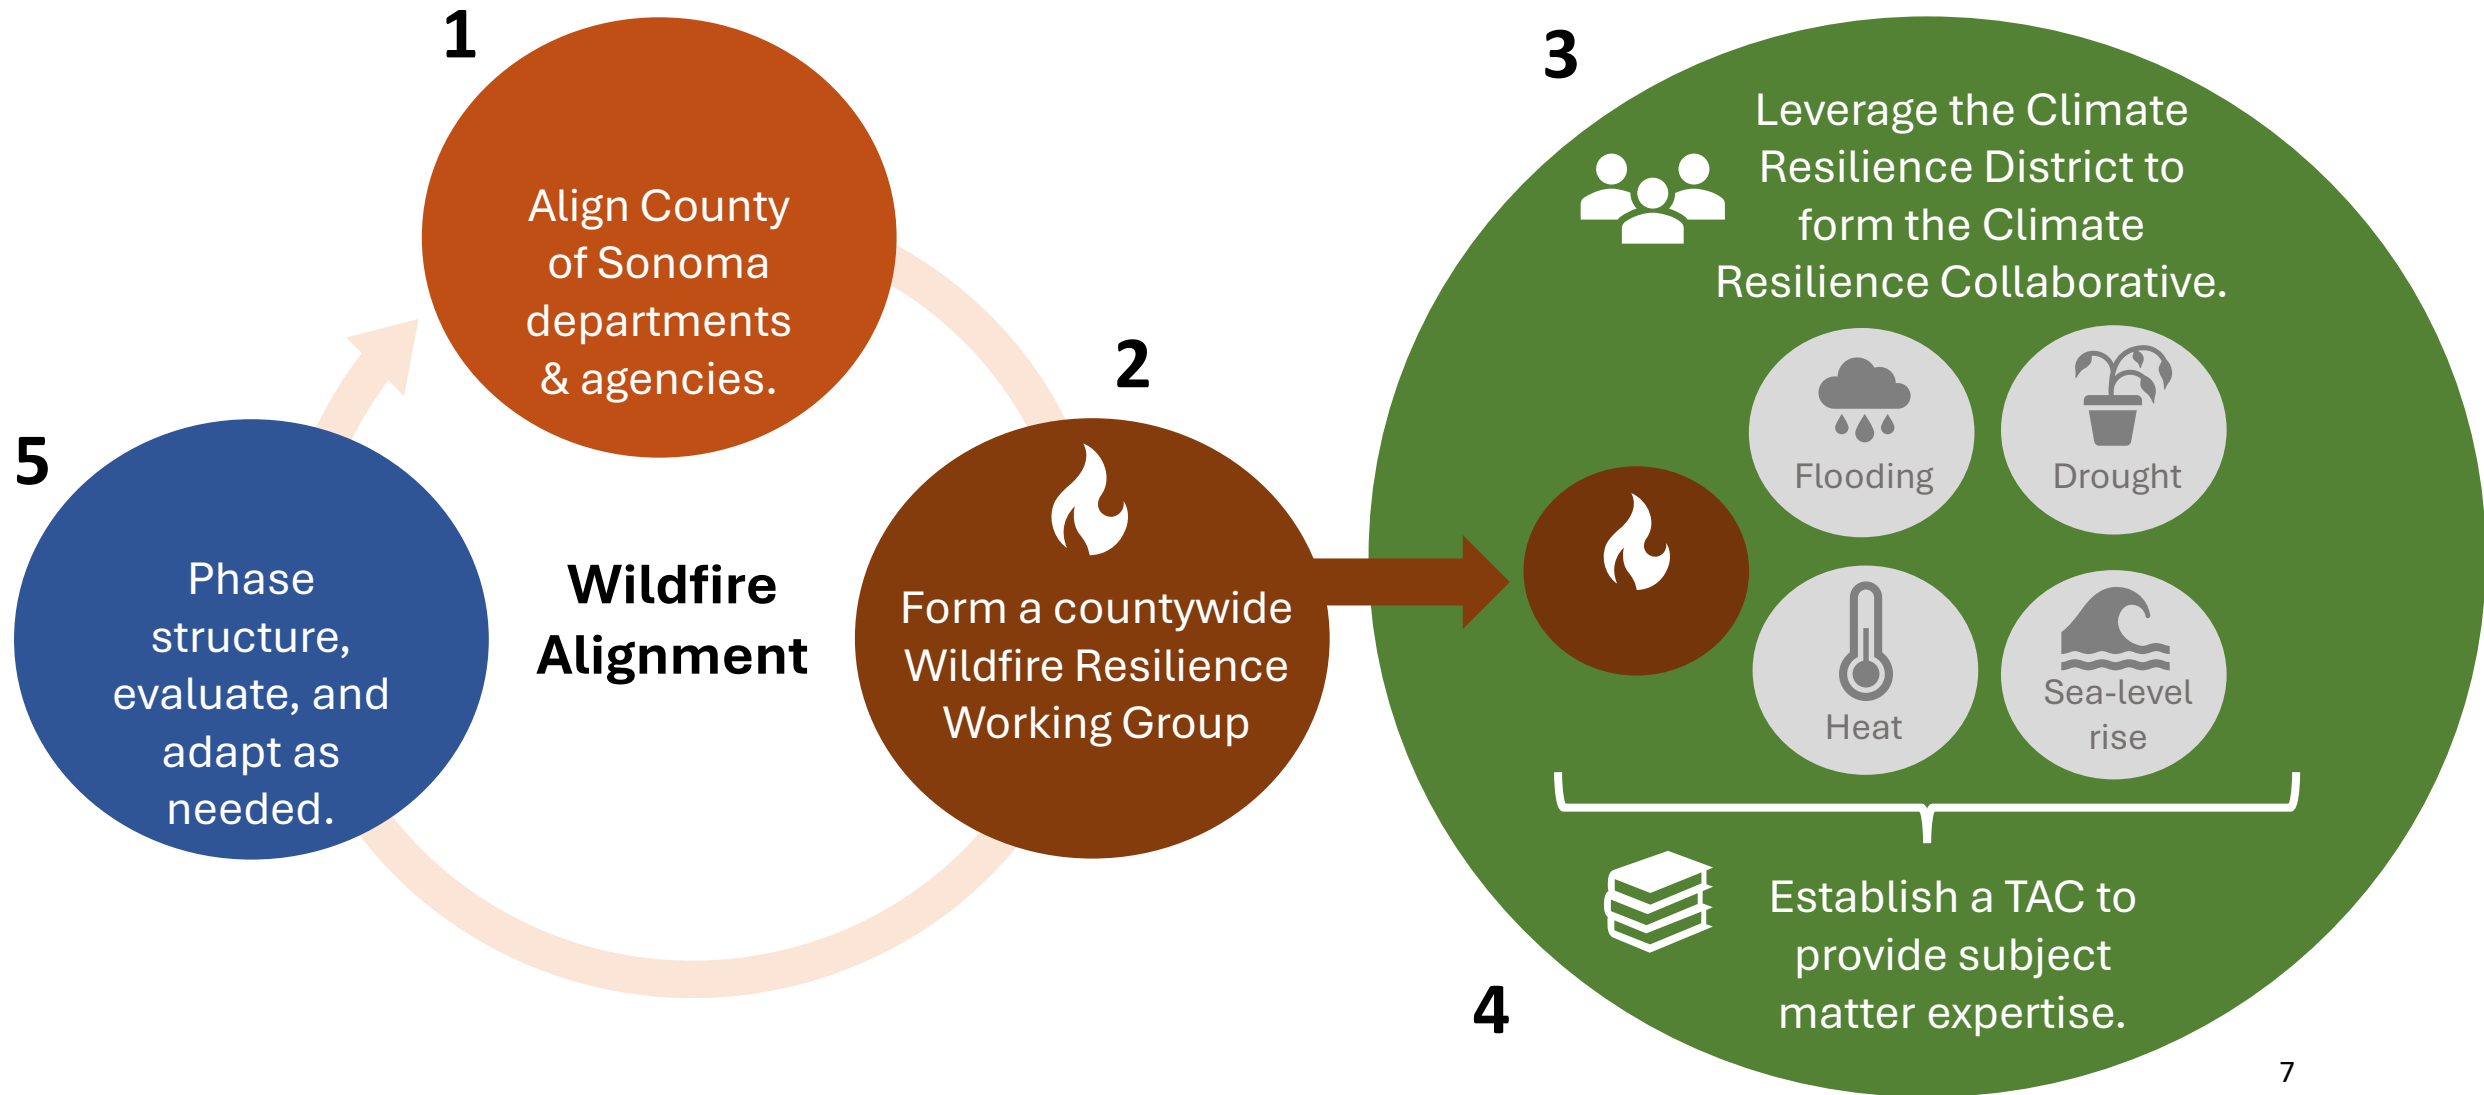 1
Align County
of Sonoma
departments
& agencies.
2
Form a countywide
Wildfire Resilience
Working Group
Wildfire
Alignment
3
Leverage the Climate
Resilience District to
form the Climate
Resilience Collaborative.
Flooding
Drought
Heat
Sea-level
rise
4
Establish a TAC to
provide subject
matter expertise.
5
Phase
structure,
evaluate, and
adapt as
needed.
7